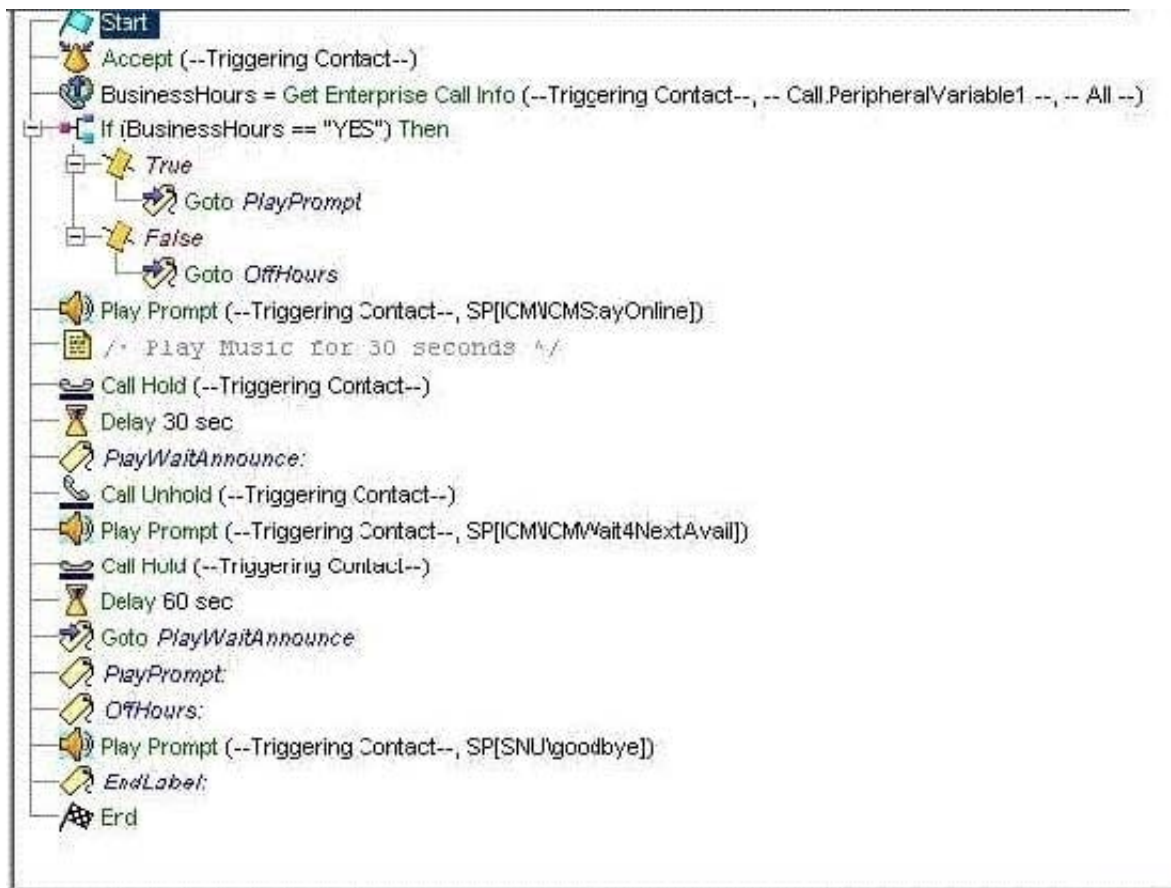 Start
Accept (--Triggering Contact--)
BusinessHours = Get Enterprise Call Info (--Triggering Contact--, -- Call.PeripheralVariable1 --, -- All --)
If (BusinessHours == "YES") Then
True
Goto PlayPrompt
False
Goto OffHours
Play Prompt (--Triggering Contact--, SP[ICM\ICMStayOnline])
/* Play Music for 30 seconds */
Call Hold (--Triggering Contact--)
Delay 30 sec
PlayWaitAnnounce:
Call Unhold (--Triggering Contact--)
Play Prompt (--Triggering Contact--, SP[ICM\ICMWait4NextAvail])
Call Hold (--Triggering Contact--)
Delay 60 sec
Goto PlayWaitAnnounce
PlayPrompt:
OffHours:
Play Prompt (--Triggering Contact--, SP[SNU\goodbye])
EndLabel:
End